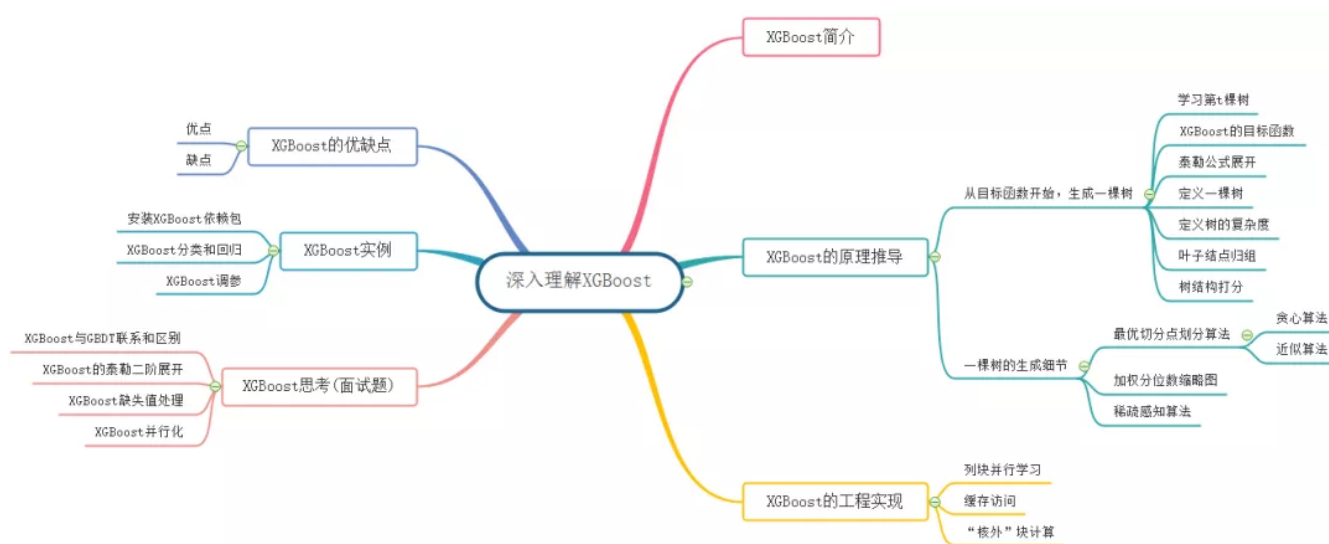 深入理解XGBoost
XGBoost简介
XGBoost的原理推导
从目标函数开始，生成一棵树
学习第t棵树
XGBoost的目标函数
泰勒公式展开
定义一棵树
定义树的复杂度
叶子结点归组
树结构打分
一棵树的生成细节
最优切分点划分算法
贪心算法
近似算法
加权分位数缩略图
稀疏感知算法
XGBoost的工程实现
列块并行学习
缓存访问
“核外”块计算
XGBoost的优缺点
优点
缺点
XGBoost实例
安装XGBoost依赖包
XGBoost分类和回归
XGBoost调参
XGBoost思考(面试题)
XGBoost与GBDT联系和区别
XGBoost的泰勒二阶展开
XGBoost缺失值处理
XGBoost并行化